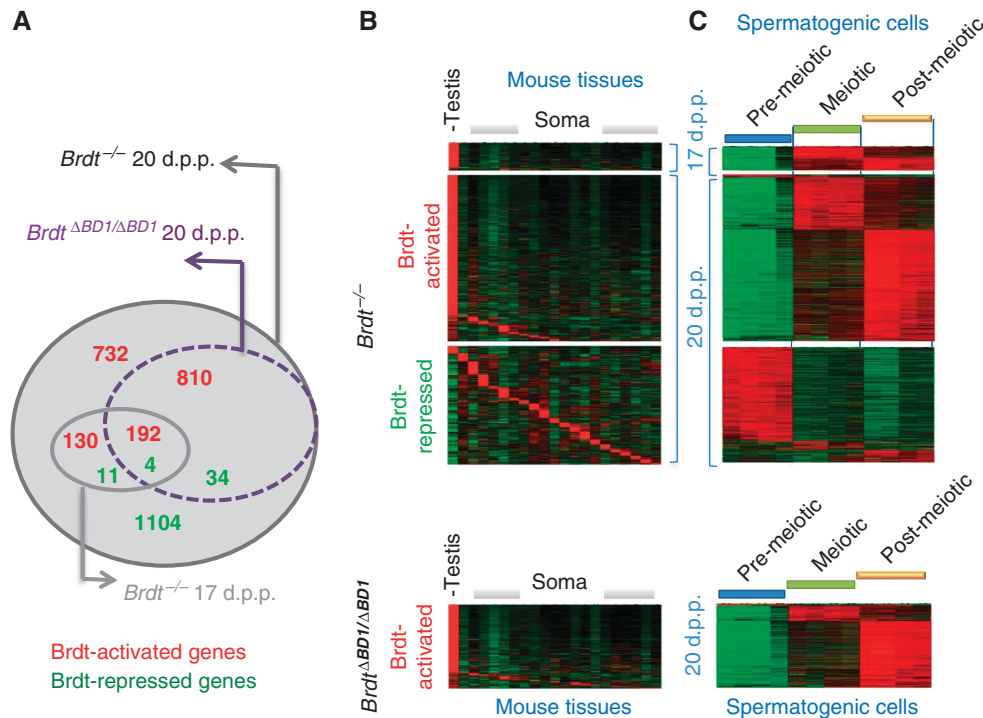 A
Brdt−/− 20 d.p.p.
Brdt ΔBD1/ΔBD1 20 d.p.p.
732
810
130
192
11
4
34
1104
Brdt−/− 17 d.p.p.
Brdt-activated genes
Brdt-repressed genes
B
Mouse tissues
-Testis
Soma
Brdt−/−
Brdt-
activated
Brdt-
repressed
17 d.p.p.
20 d.p.p.
-Testis
Soma
BrdtΔBD1/ΔBD1
Brdt-
activated
Mouse tissues
C
Spermatogenic cells
Pre-meiotic
Meiotic
Post-meiotic
Pre-meiotic
Meiotic
Post-meiotic
20 d.p.p.
Spermatogenic cells